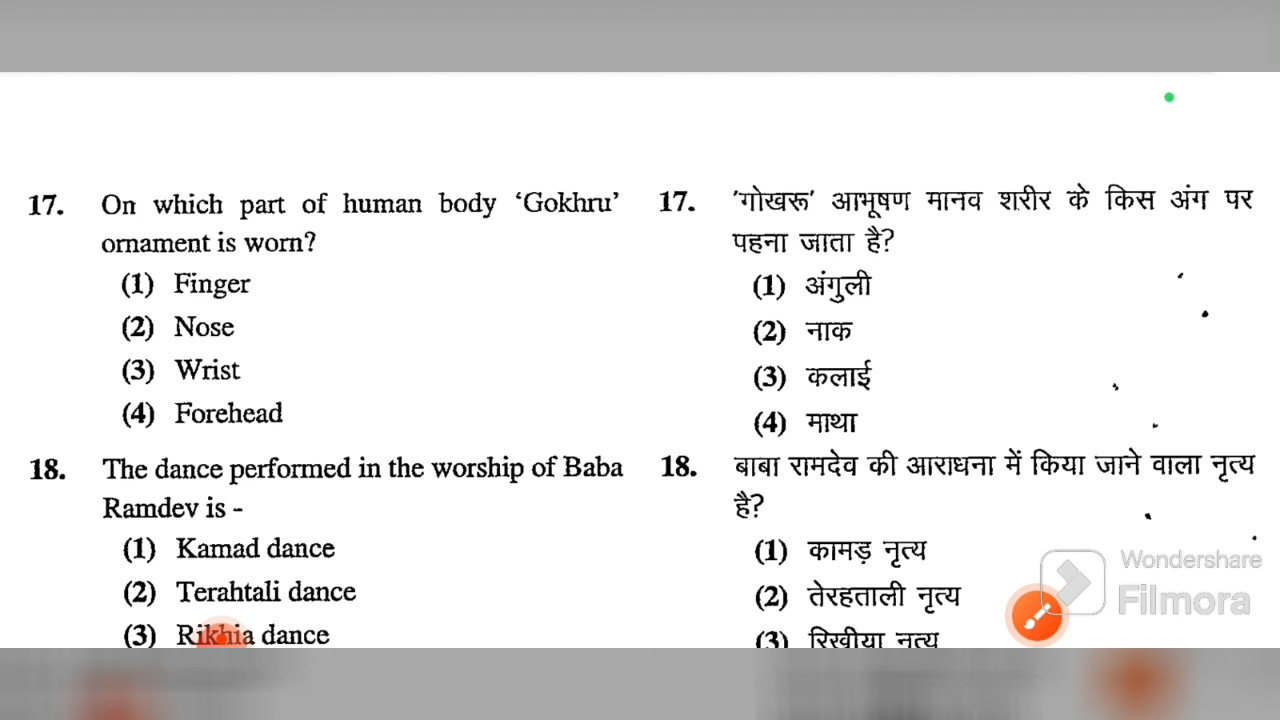 17. On which part of human body ‘Gokhru’
ornament is worn?
(1) Finger
(2) Nose
(3) Wrist
(4) Forehead
18. The dance performed in the worship of Baba
Ramdev is -
(1) Kamad dance
(2) Terahtali dance
(3) Rikhia dance
17. 'गोखरू' आभूषण मानव शरीर के किस अंग पर
पहना जाता है?
(1) अंगुली
(2) नाक
(3) कलाई
(4) माथा
18. बाबा रामदेव की आराधना में किया जाने वाला नृत्य
है?
(1) कामड़ नृत्य
(2) तेरहताली नृत्य
(3) रिखीया नृत्य
Wondershare
Filmora